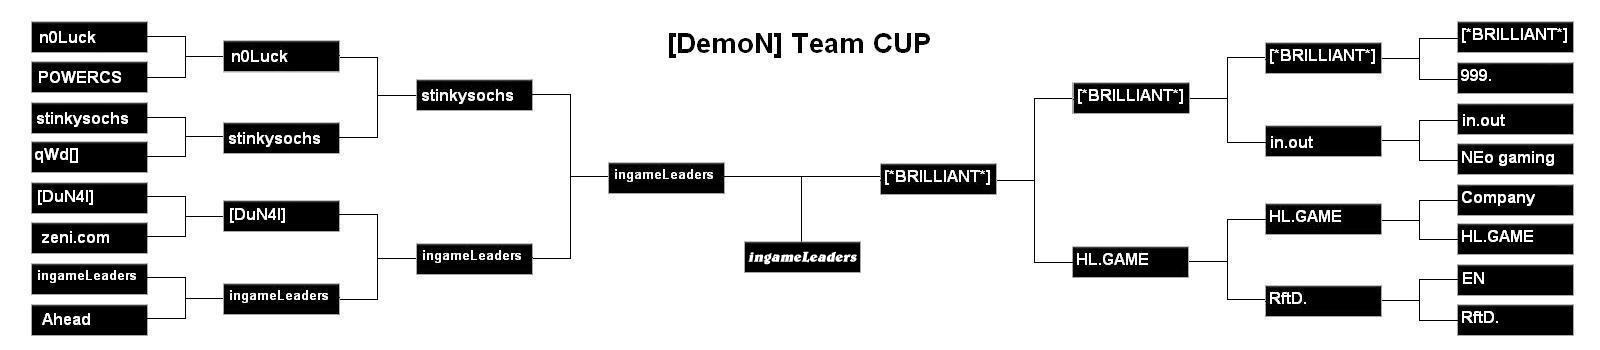 [DemoN] Team CUP
n0Luck
POWERCS
stinkysochs
qWd[]
[DuN4I]
zeni.com
ingameLeaders
Ahead
n0Luck
stinkysochs
[DuN4I]
ingameLeaders
stinkysochs
ingameLeaders
ingameLeaders
ingameLeaders
[*BRILLIANT*]
[*BRILLIANT*]
HL.GAME
[*BRILLIANT*]
in.out
HL.GAME
RftD.
[*BRILLIANT*]
999.
in.out
NEo gaming
Company
HL.GAME
EN
RftD.